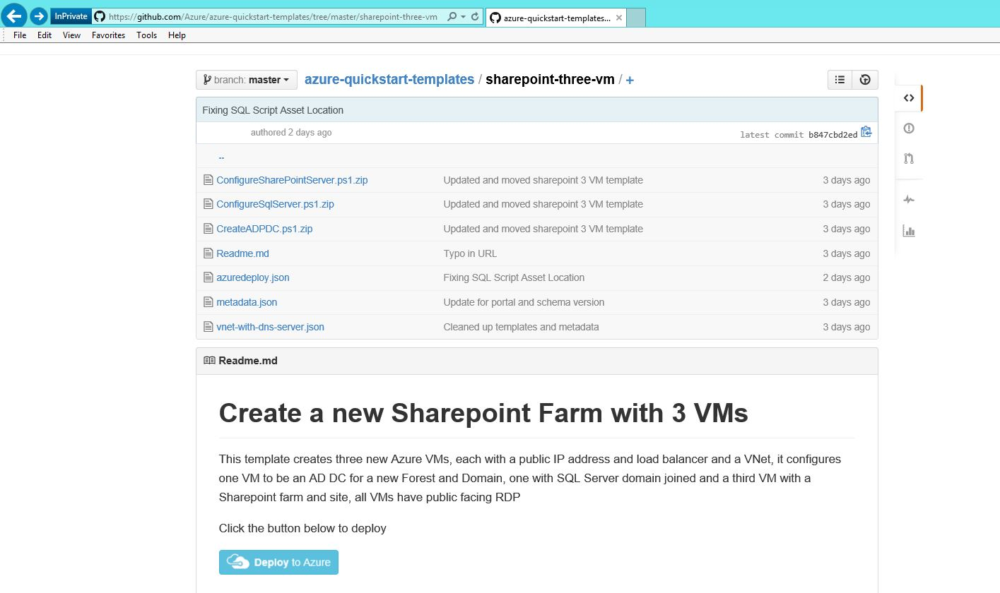 InPrivate https://github.com/Azure/azure-quickstart-templates/tree/master/sharepoint-three-vm azure-quickstart-templates...
File Edit View Favorites Tools Help
branch: master azure-quickstart-templates / sharepoint-three-vm / +
Fixing SQL Script Asset Location
authored 2 days ago latest commit b847cbd2ed
..
ConfigureSharePointServer.ps1.zip Updated and moved sharepoint 3 VM template 3 days ago
ConfigureSqlServer.ps1.zip Updated and moved sharepoint 3 VM template 3 days ago
CreateADPDC.ps1.zip Updated and moved sharepoint 3 VM template 3 days ago
Readme.md Typo in URL 3 days ago
azuredeploy.json Fixing SQL Script Asset Location 2 days ago
metadata.json Update for portal and schema version 3 days ago
vnet-with-dns-server.json Cleaned up templates and metadata 3 days ago
Readme.md
Create a new Sharepoint Farm with 3 VMs
This template creates three new Azure VMs, each with a public IP address and load balancer and a VNet, it configures
one VM to be an AD DC for a new Forest and Domain, one with SQL Server domain joined and a third VM with a
Sharepoint farm and site, all VMs have public facing RDP
Click the button below to deploy
Deploy to Azure